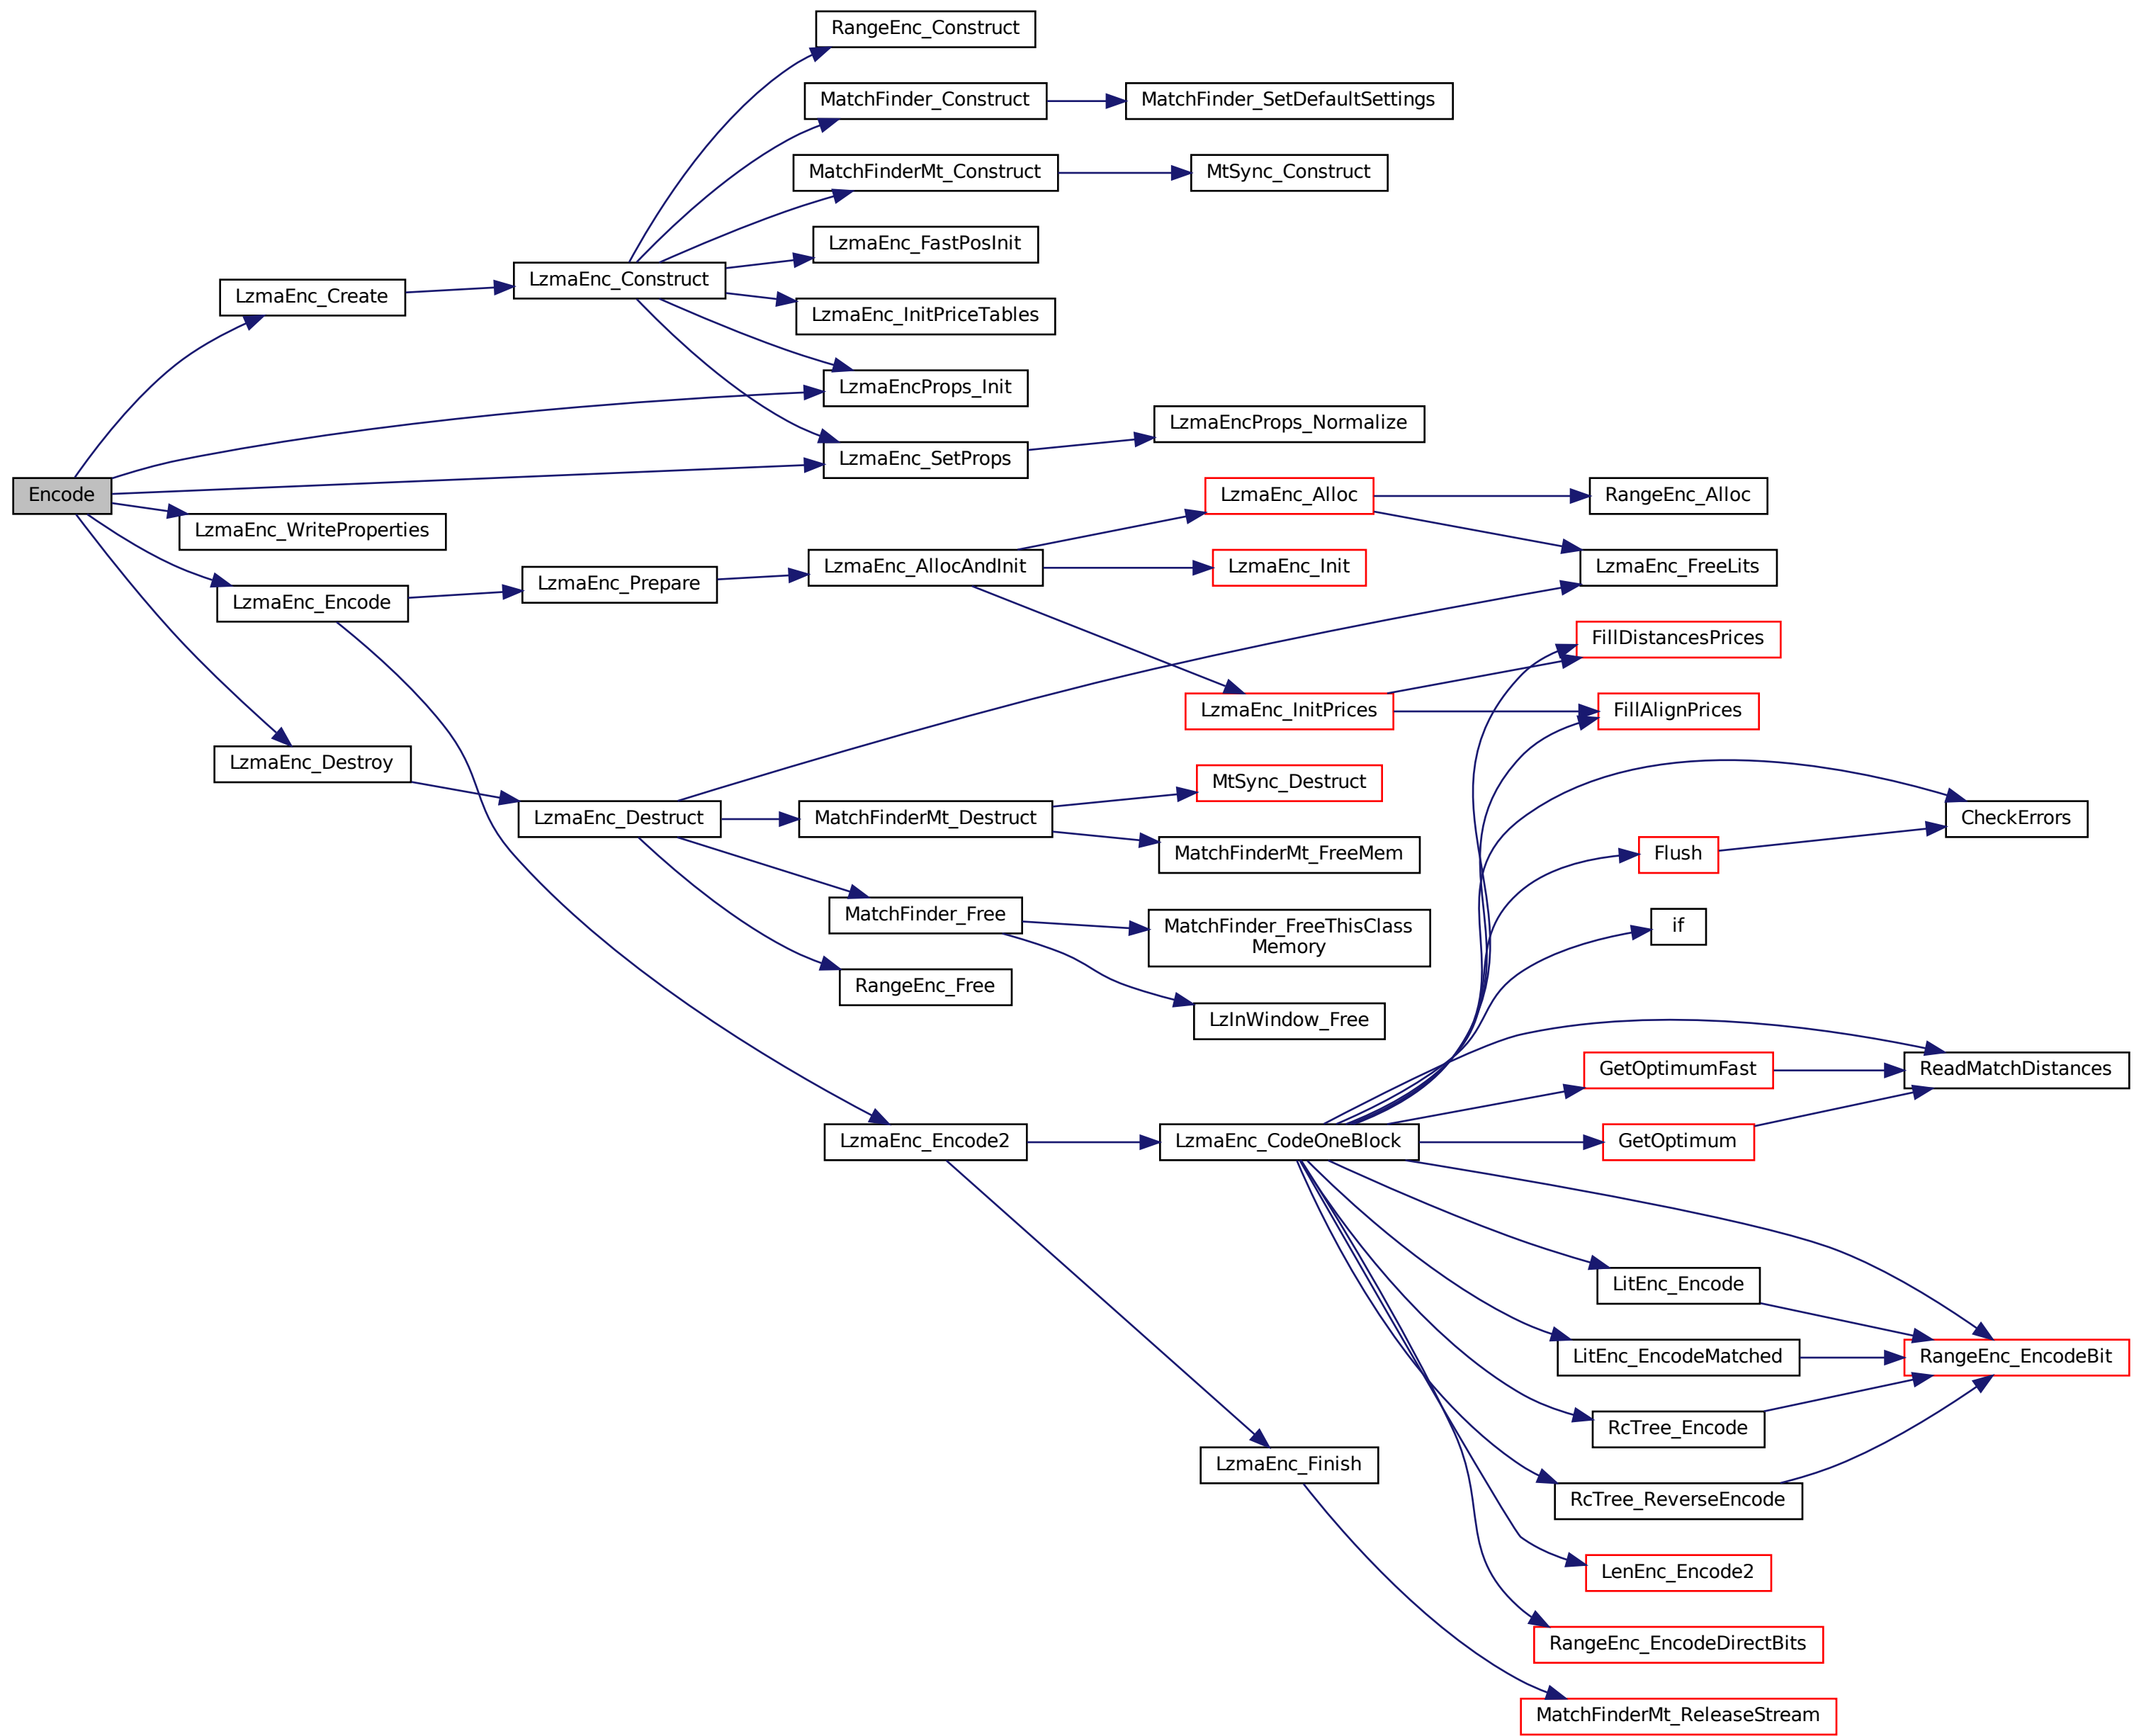 RangeEnc_Construct
MatchFinder_Construct
MatchFinder_SetDefaultSettings
MatchFinderMt_Construct
MtSync_Construct
LzmaEnc_FastPosInit
LzmaEnc_Construct
LzmaEnc_Create
LzmaEnc_InitPriceTables
LzmaEncProps_Init
LzmaEncProps_Normalize
LzmaEnc_SetProps
Encode
LzmaEnc_Alloc
RangeEnc_Alloc
LzmaEnc_WriteProperties
LzmaEnc_AllocAndInit
LzmaEnc_Init
LzmaEnc_FreeLits
LzmaEnc_Prepare
LzmaEnc_Encode
FillDistancesPrices
LzmaEnc_InitPrices
FillAlignPrices
LzmaEnc_Destroy
MtSync_Destruct
LzmaEnc_Destruct
MatchFinderMt_Destruct
CheckErrors
MatchFinderMt_FreeMem
Flush
MatchFinder_Free
MatchFinder_FreeThisClass
Memory
if
RangeEnc_Free
LzInWindow_Free
GetOptimumFast
ReadMatchDistances
LzmaEnc_Encode2
LzmaEnc_CodeOneBlock
GetOptimum
LitEnc_Encode
LitEnc_EncodeMatched
RangeEnc_EncodeBit
RcTree_Encode
LzmaEnc_Finish
RcTree_ReverseEncode
LenEnc_Encode2
RangeEnc_EncodeDirectBits
MatchFinderMt_ReleaseStream